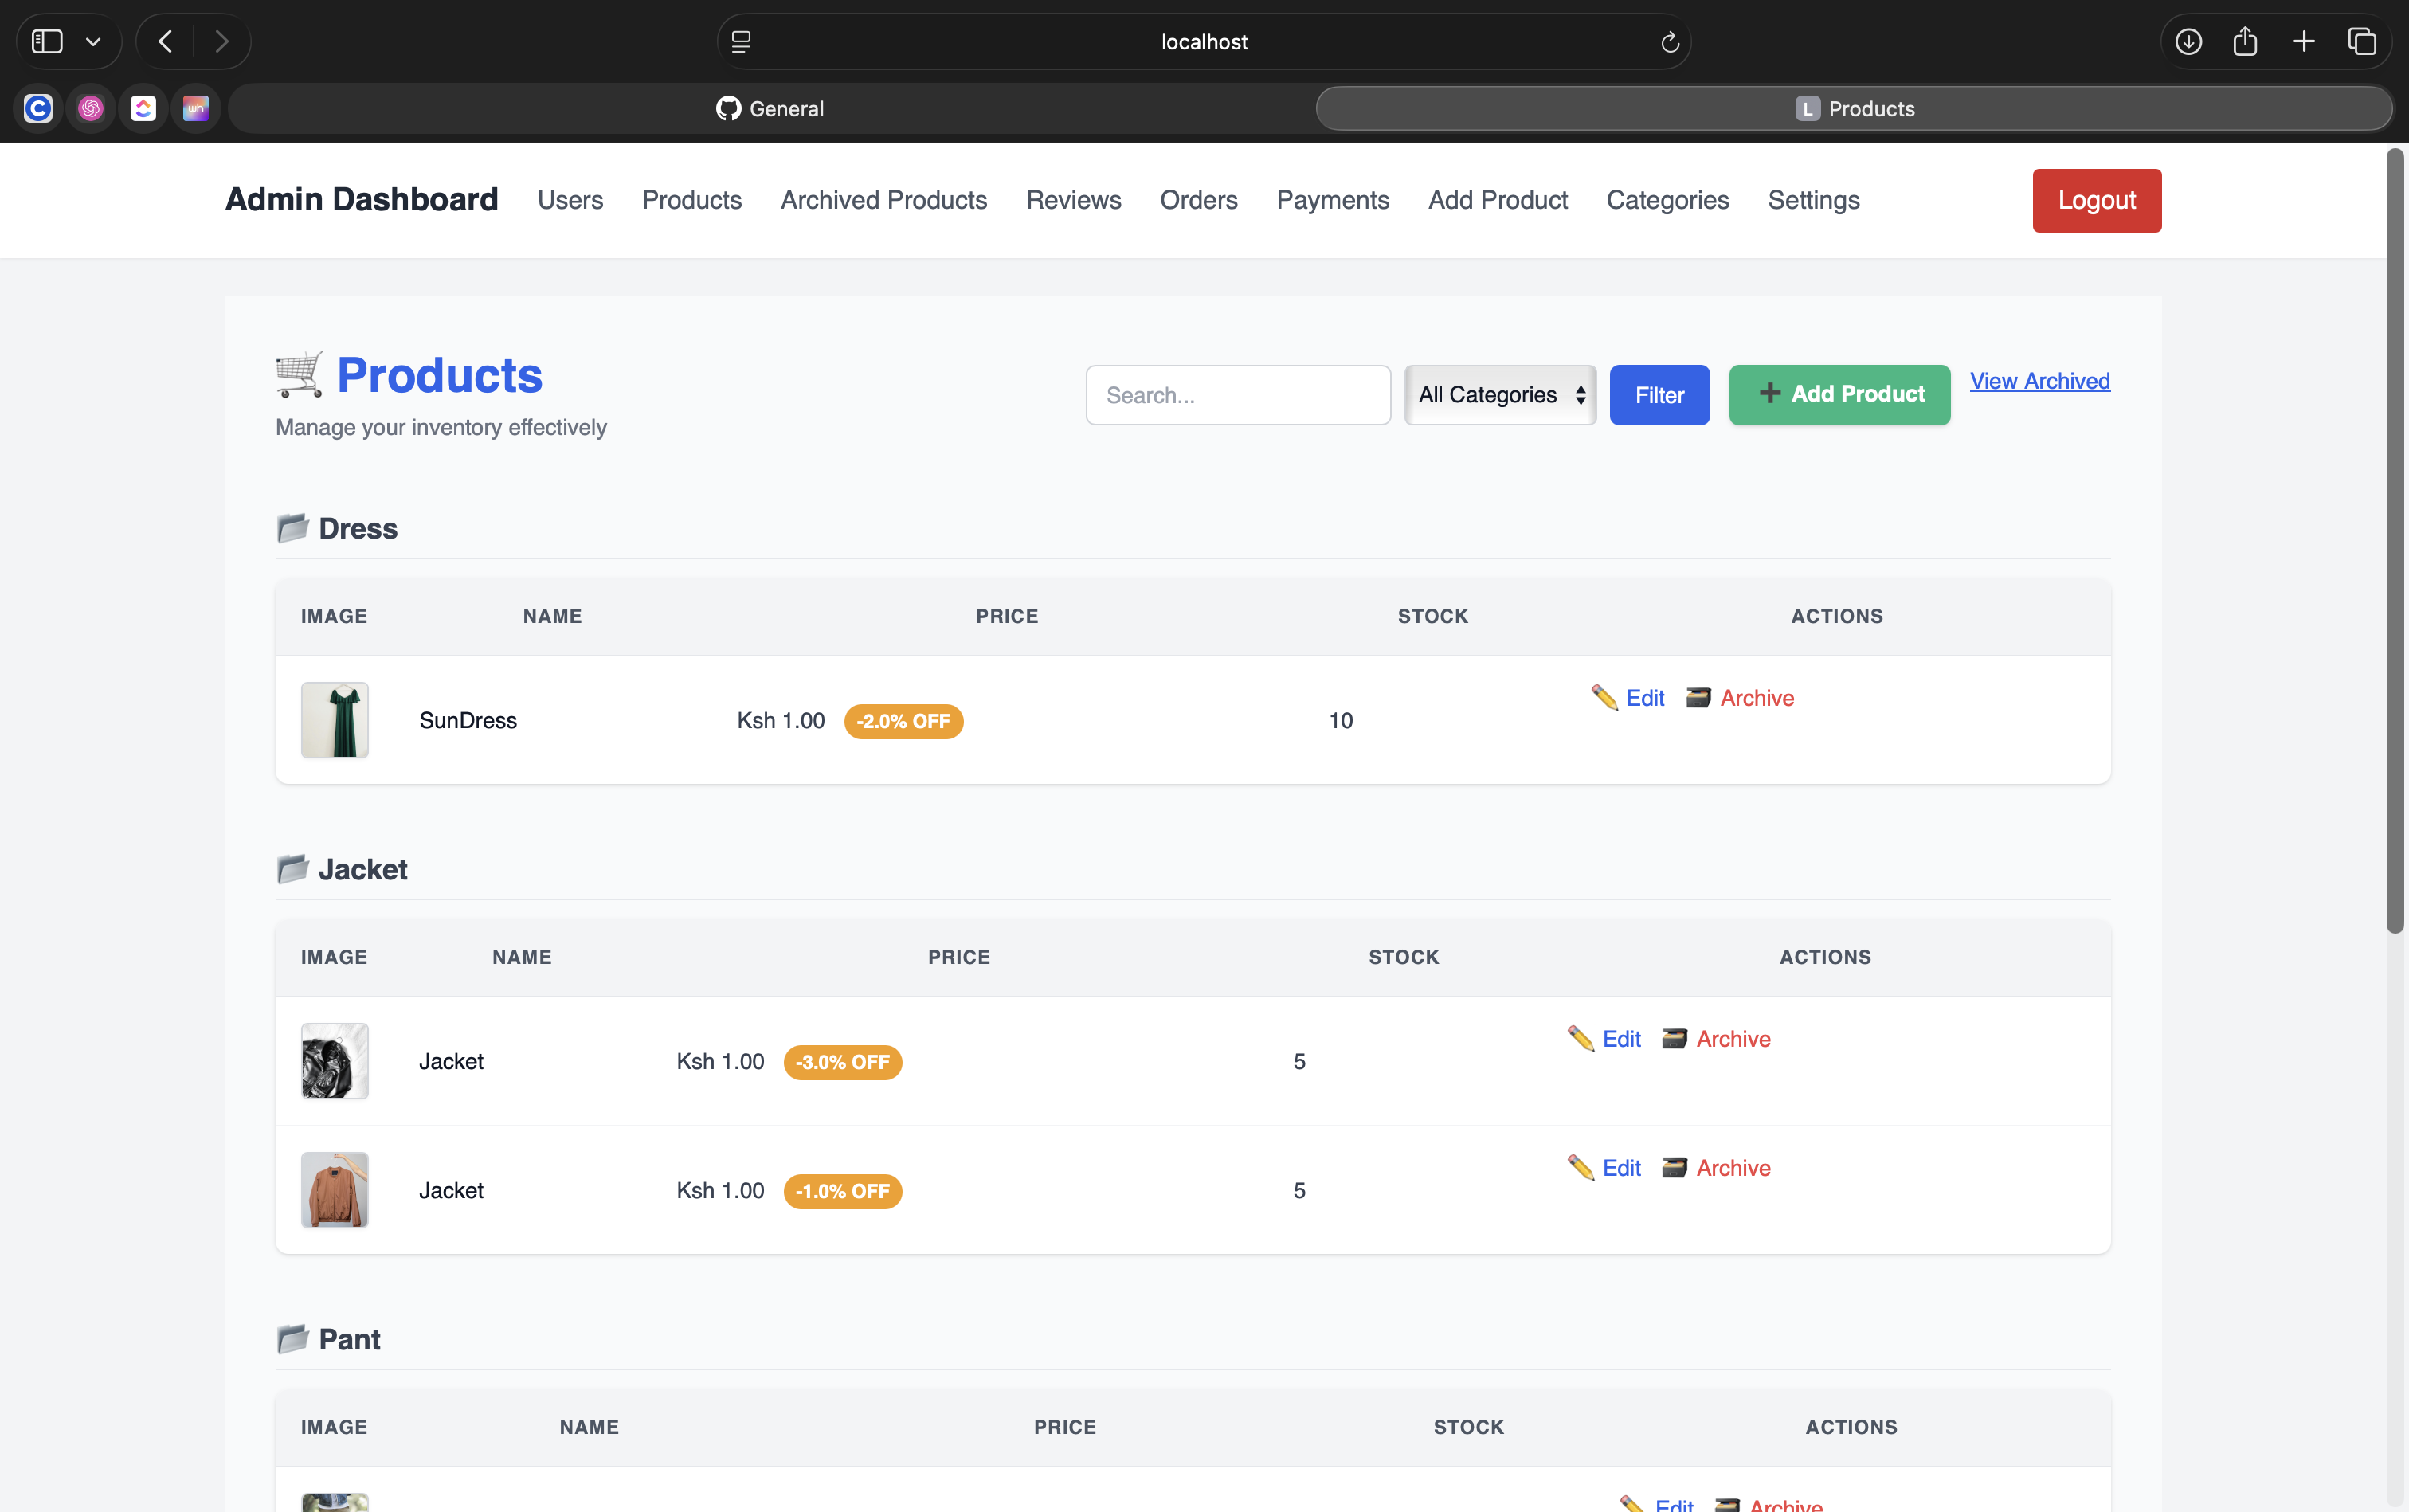 localhost
General
L Products
Admin Dashboard Users Products Archived Products Reviews Orders Payments Add Product Categories Settings Logout
Products
Manage your inventory effectively
Search... All Categories Filter Add Product View Archived
Dress
IMAGE NAME PRICE STOCK ACTIONS
SunDress Ksh 1.00 -2.0% OFF 10 Edit Archive
Jacket
IMAGE NAME PRICE STOCK ACTIONS
Jacket Ksh 1.00 -3.0% OFF 5 Edit Archive
Jacket Ksh 1.00 -1.0% OFF 5 Edit Archive
Pant
IMAGE NAME PRICE STOCK ACTIONS
Edit Archive